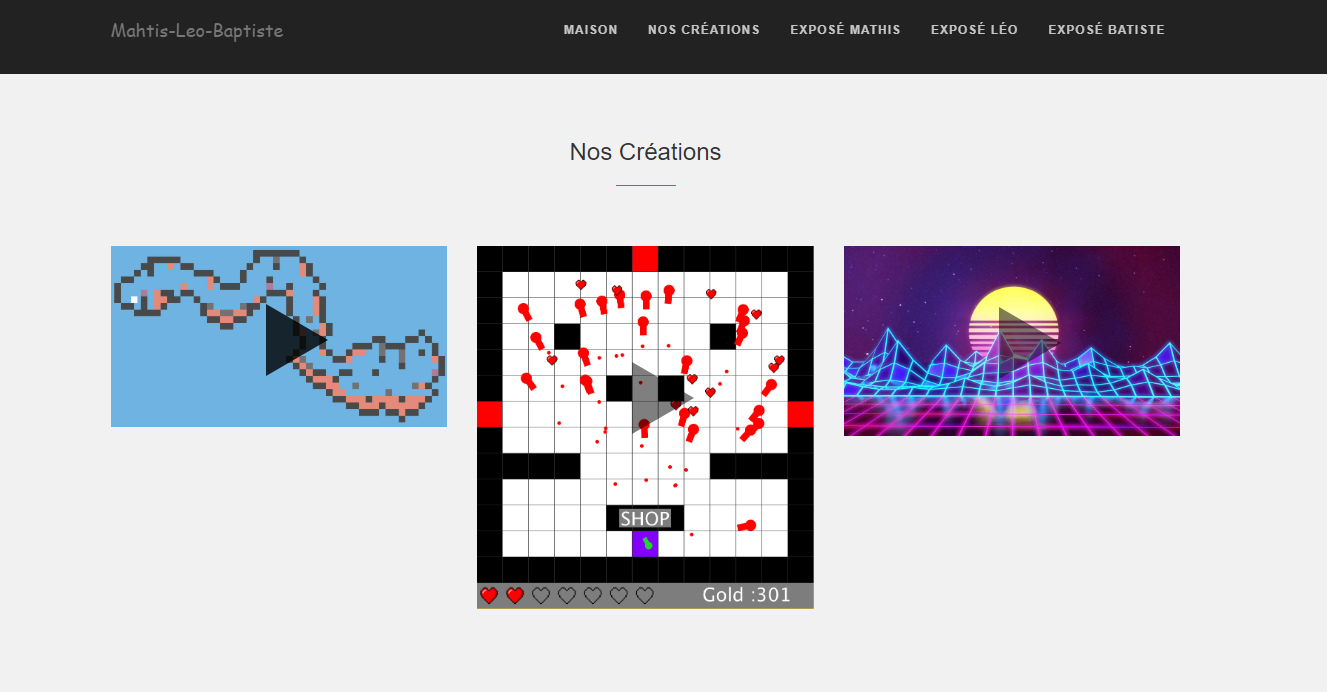 Mahtis-Leo-Baptiste
MAISON NOS CRÉATIONS EXPOSÉ MATHIS EXPOSÉ LÉO EXPOSÉ BATISTE
Nos Créations
SHOP
Gold :301